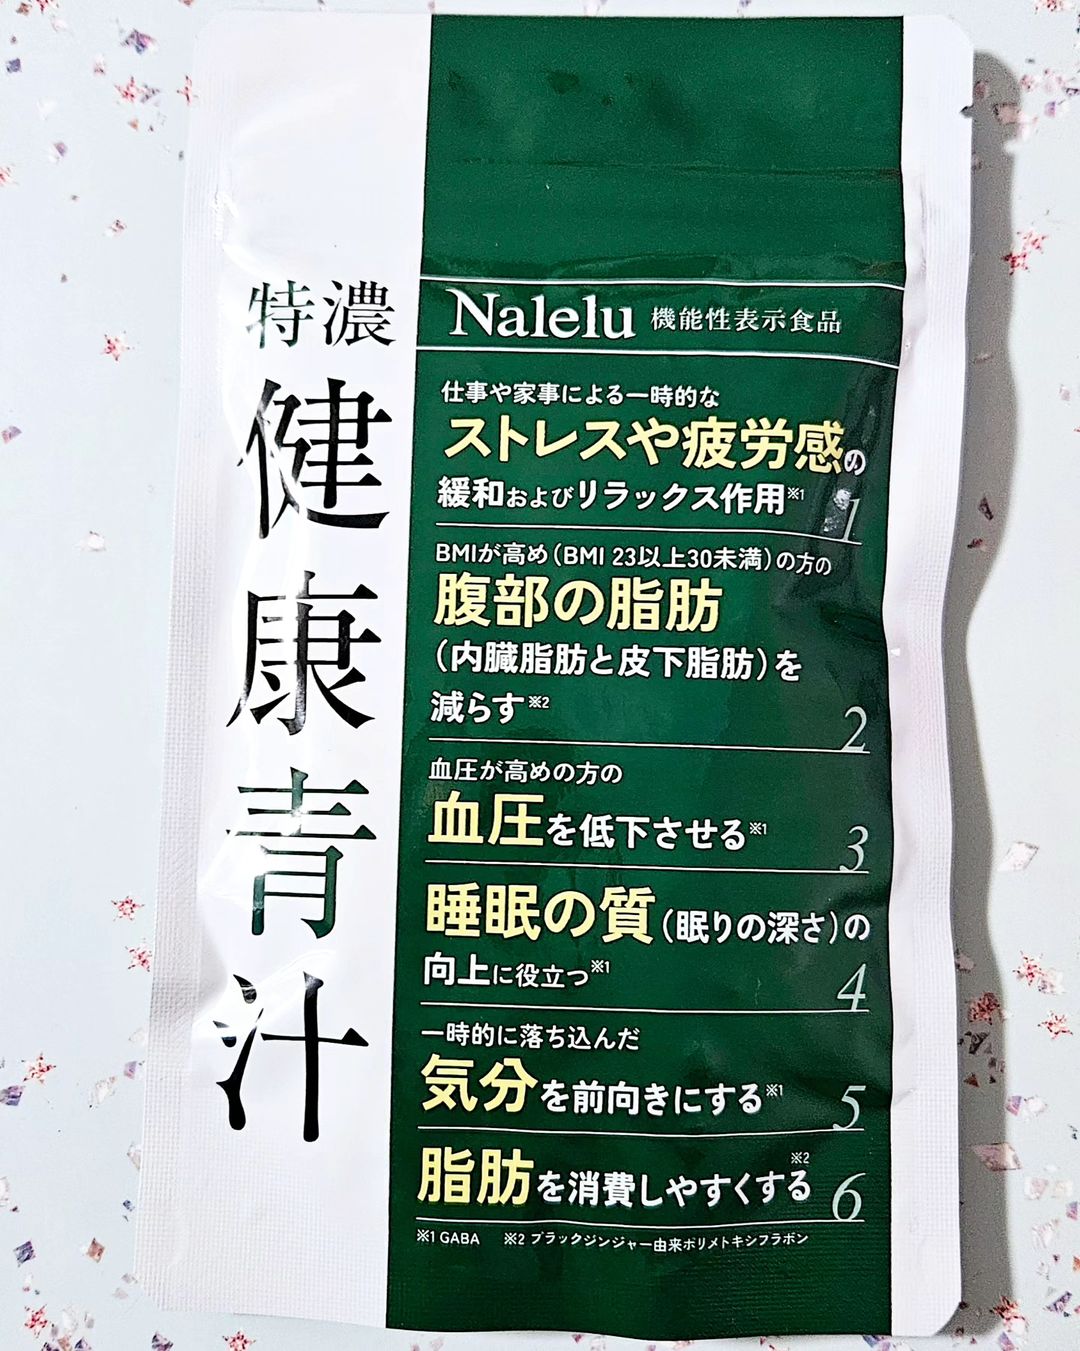 特濃
健康青汁
Nalelu 機能性表示食品
仕事や家事による一時的な
ストレスや疲労感の
緩和およびリラックス作用※1
1
BMIが高め（BMI 23以上30未満）の方の
腹部の脂肪
（内臓脂肪と皮下脂肪）を
減らす※2
2
血圧が高めの方の
血圧を低下させる※1
3
睡眠の質（眠りの深さ）の
向上に役立つ※1
4
一時的に落ち込んだ
気分を前向きにする※1
5
脂肪を消費しやすくする※2
6
※1 GABA ※2 ブラックジンジャー由来ポリメトキシフラボン